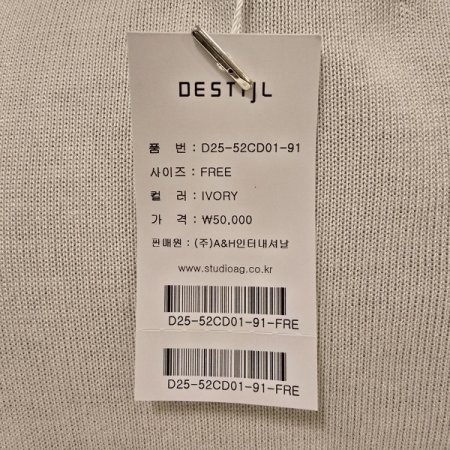 DESTIJL
품 번 : D25-52CD01-91
사이즈 : FREE
컬 러 : IVORY
가 격 : ₩50,000
판매원 : (주)A&H인터내셔날
www.studioag.co.kr
D25-52CD01-91-FRE
D25-52CD01-91-FRE